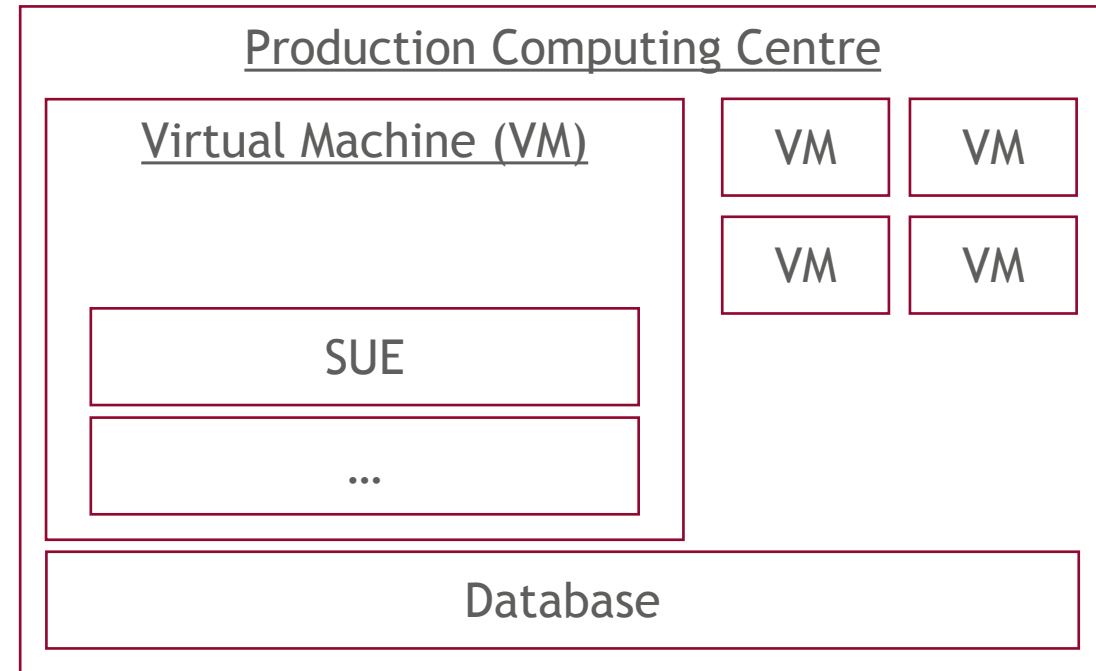 Production Computing Centre
Virtual Machine (VM)
VM VM
VM VM
SUE
…
Database